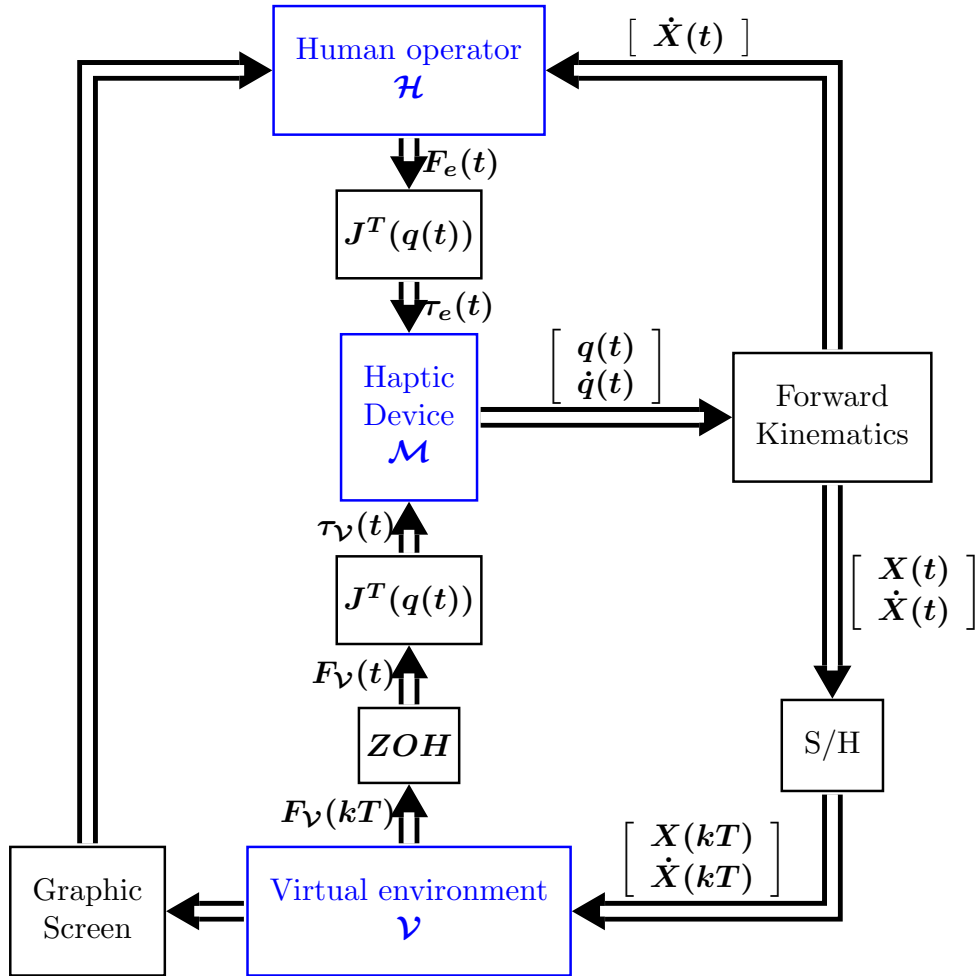 [ Ẋ(t) ]
Human operator
𝓗
F_e(t)
J^T(q(t))
τ_e(t)
[ q(t)
q̇(t) ]
Haptic
Device
𝓜
Forward
Kinematics
τ_𝒱(t)
[ X(t)
Ẋ(t) ]
J^T(q(t))
F_𝒱(t)
ZOH
S/H
F_𝒱(kT)
[ X(kT)
Ẋ(kT) ]
Graphic
Screen
Virtual environment
𝒱